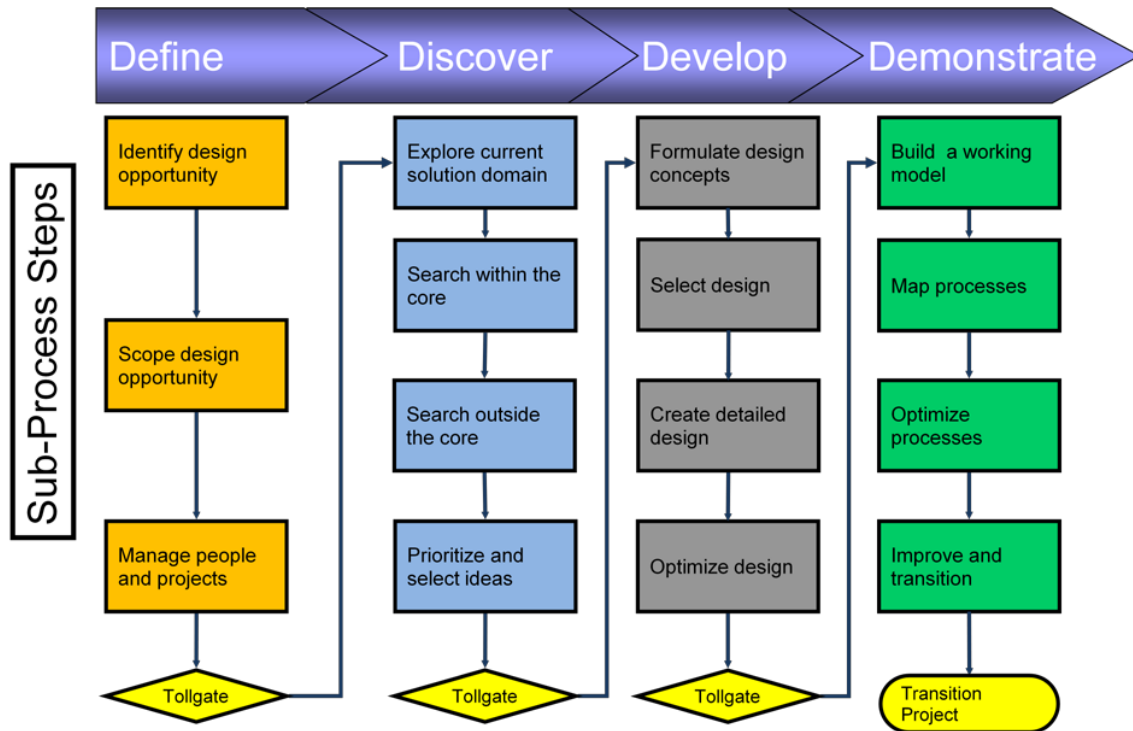 Define
Discover
Develop
Demonstrate
Sub-Process Steps
Identify design
opportunity
Scope design
opportunity
Manage people
and projects
Tollgate
Explore current
solution domain
Search within the
core
Search outside
the core
Prioritize and
select ideas
Tollgate
Formulate design
concepts
Select design
Create detailed
design
Optimize design
Tollgate
Build a working
model
Map processes
Optimize
processes
Improve and
transition
Transition
Project